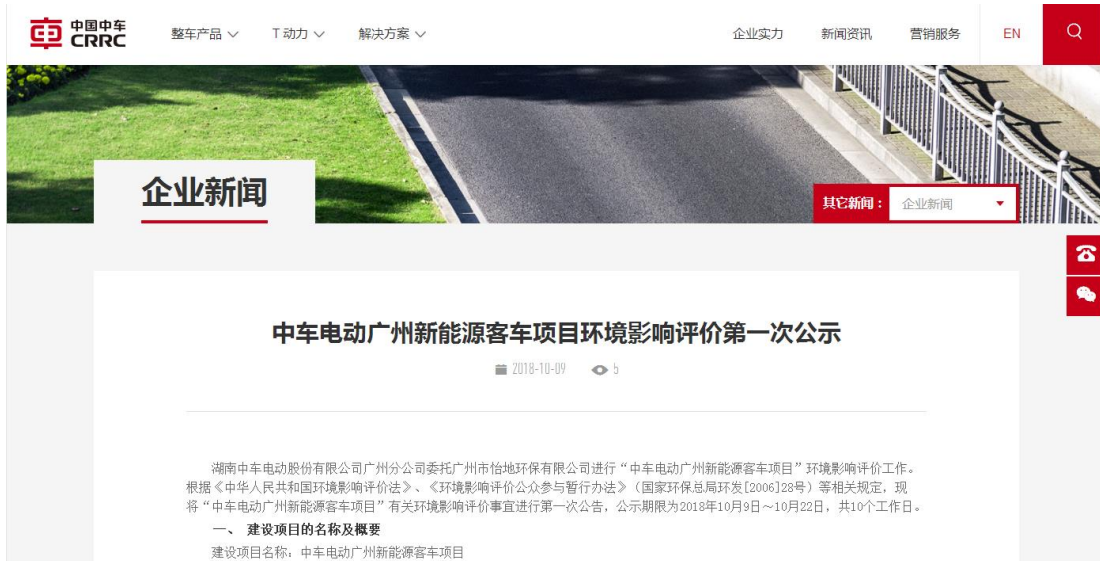 中国中车
CRRC
整车产品
T 动力
解决方案
企业实力
新闻资讯
营销服务
EN
企业新闻
其它新闻：
企业新闻
中车电动广州新能源客车项目环境影响评价第一次公示
2018-10-09 5
湖南中车电动股份有限公司广州分公司委托广州市怡地环保有限公司进行“中车电动广州新能源客车项目”环境影响评价工作。
根据《中华人民共和国环境影响评价法》、《环境影响评价公众参与暂行办法》（国家环保总局环发[2006]28号）等相关规定，现
将“中车电动广州新能源客车项目”有关环境影响评价事宜进行第一次公告，公示期限为2018年10月9日～10月22日，共10个工作日。
一、 建设项目的名称及概要
建设项目名称：中车电动广州新能源客车项目